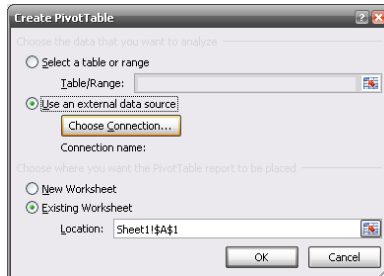 Create PivotTable
Choose the data that you want to analyze
Select a table or range
Table/Range:
Use an external data source
Choose Connection...
Connection name:
Choose where you want the PivotTable report to be placed
New Worksheet
Existing Worksheet
Location: Sheet1!$A$1
OK Cancel